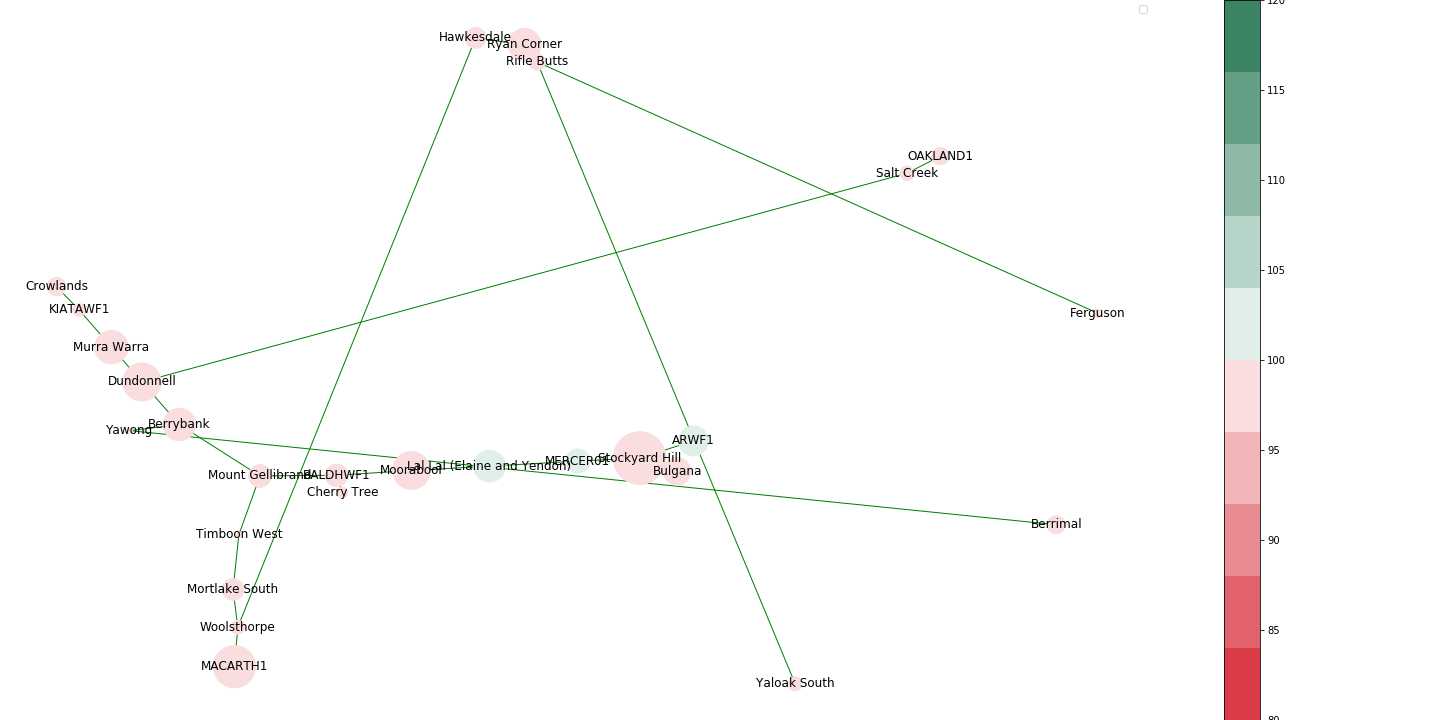 120
Hawkesdale
Ryan Corner
Rifle Butts
115
OAKLAND1
Salt Creek
110
105
Crowlands
KIATAWF1
Ferguson
Murra Warra
100
Dundonnell
Berrybank
Yawong
ARWF1
95
Stockyard Hill
MERCER01
Lal Lal (Elaine and Yendon)
Moorabool
Bulgana
Mount Gellibrand
BALDHWF1
Cherry Tree
Berrimal
Timboon West
90
Mortlake South
Woolsthorpe
85
MACARTH1
Yaloak South
80